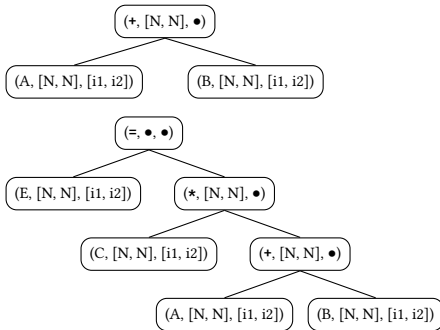 (+, [N, N], ●)
(A, [N, N], [i1, i2]) (B, [N, N], [i1, i2])
(=, ●, ●)
(E, [N, N], [i1, i2]) (*, [N, N], ●)
(C, [N, N], [i1, i2]) (+, [N, N], ●)
(A, [N, N], [i1, i2]) (B, [N, N], [i1, i2])